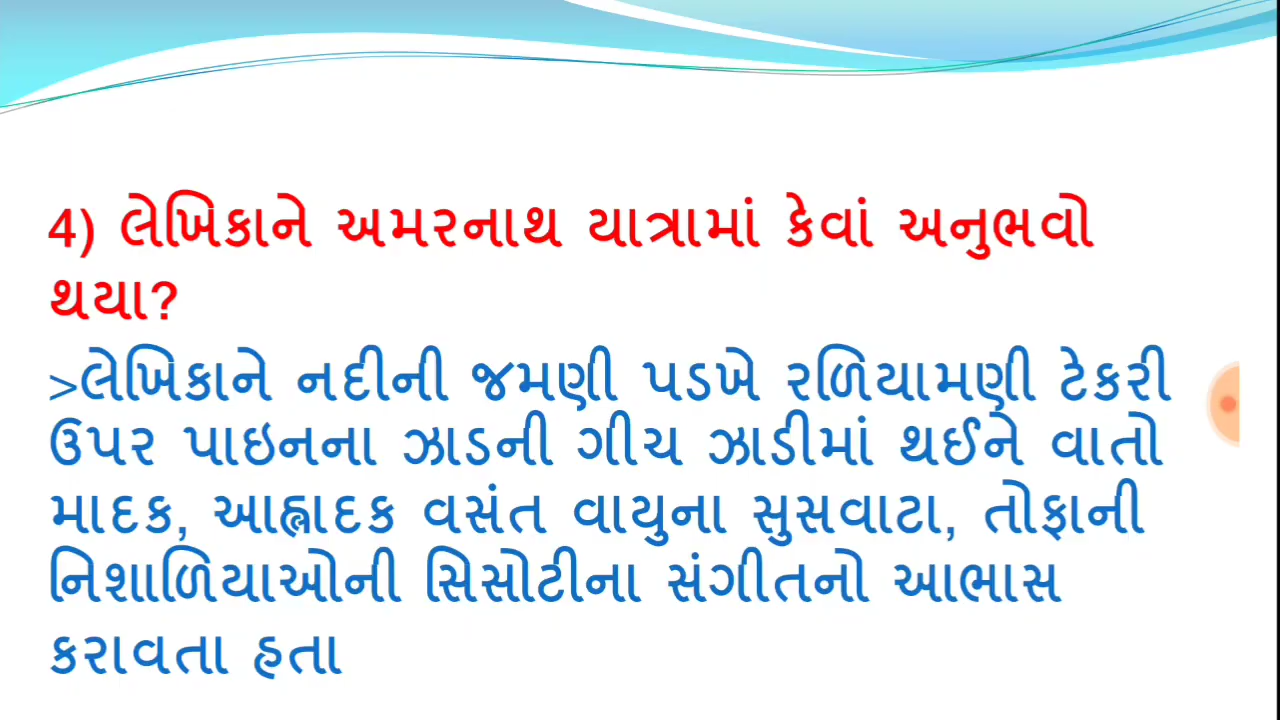 4) લેખિકાને અમરનાથ યાત્રામાં કેવાં અનુભવો
થયા?
>લેખિકાને નદીની જમણી પડખે રળિયામણી ટેકરી
ઉપર પાઇનના ઝાડની ગીચ ઝાડીમાં થઈને વાતો
માદક, આહ્લાદક વસંત વાયુના સુસવાટા, તોફાની
નિશાળિયાઓની સિસોટીના સંગીતનો આભાસ
કરાવતા હતા